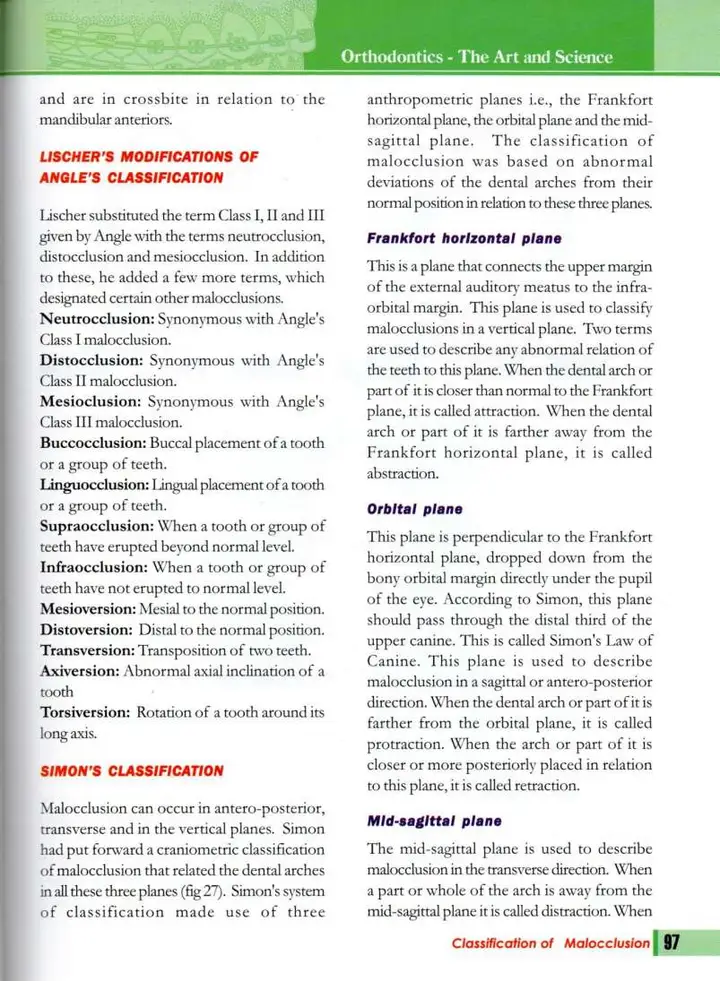 Orthodontics - The Art and Science
and are in crossbite in relation to the
mandibular anteriors.
LISCHER'S MODIFICATIONS OF
ANGLE'S CLASSIFICATION
Lischer substituted the term Class I, II and III
given by Angle with the terms neutrocclusion,
distocclusion and mesiocclusion. In addition
to these, he added a few more terms, which
designated certain other malocclusions.
Neutrocclusion: Synonymous with Angle's
Class I malocclusion.
Distocclusion: Synonymous with Angle's
Class II malocclusion.
Mesioclusion: Synonymous with Angle's
Class III malocclusion.
Buccocclusion: Buccal placement of a tooth
or a group of teeth.
Linguocclusion: Lingual placement of a tooth
or a group of teeth.
Supraocclusion: When a tooth or group of
teeth have erupted beyond normal level.
Infraocclusion: When a tooth or group of
teeth have not erupted to normal level.
Mesioversion: Mesial to the normal position.
Distoversion: Distal to the normal position.
Transversion: Transposition of two teeth.
Axiversion: Abnormal axial inclination of a
tooth
Torsiversion: Rotation of a tooth around its
long axis.
SIMON'S CLASSIFICATION
Malocclusion can occur in antero-posterior,
transverse and in the vertical planes. Simon
had put forward a craniometric classification
of malocclusion that related the dental arches
in all these three planes (fig 27). Simon's system
of classification made use of three
anthropometric planes i.e., the Frankfort
horizontal plane, the orbital plane and the mid-
sagittal plane. The classification of
malocclusion was based on abnormal
deviations of the dental arches from their
normal position in relation to these three planes.
Frankfort horizontal plane
This is a plane that connects the upper margin
of the external auditory meatus to the infra-
orbital margin. This plane is used to classify
malocclusions in a vertical plane. Two terms
are used to describe any abnormal relation of
the teeth to this plane. When the dental arch or
part of it is closer than normal to the Frankfort
plane, it is called attraction. When the dental
arch or part of it is farther away from the
Frankfort horizontal plane, it is called
abstraction.
Orbital plane
This plane is perpendicular to the Frankfort
horizontal plane, dropped down from the
bony orbital margin directly under the pupil
of the eye. According to Simon, this plane
should pass through the distal third of the
upper canine. This is called Simon's Law of
Canine. This plane is used to describe
malocclusion in a sagittal or antero-posterior
direction. When the dental arch or part of it is
farther from the orbital plane, it is called
protraction. When the arch or part of it is
closer or more posteriorly placed in relation
to this plane, it is called retraction.
Mid-sagittal plane
The mid-sagittal plane is used to describe
malocclusion in the transverse direction. When
a part or whole of the arch is away from the
mid-sagittal plane it is called distraction. When
Classification of Malocclusion 97